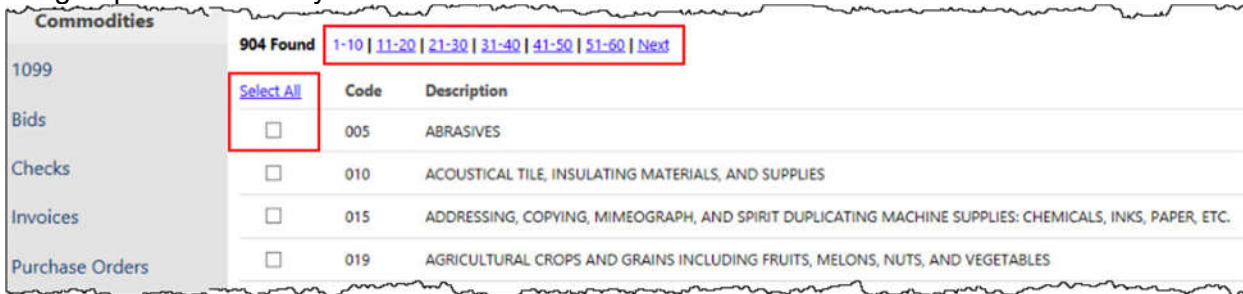 Commodities
1099
Bids
Checks
Invoices
Purchase Orders
904 Found 1-10 | 11-20 | 21-30 | 31-40 | 41-50 | 51-60 | Next
Select All Code Description
005 ABRASIVES
010 ACOUSTICAL TILE, INSULATING MATERIALS, AND SUPPLIES
015 ADDRESSING, COPYING, MIMEOGRAPH, AND SPIRIT DUPLICATING MACHINE SUPPLIES: CHEMICALS, INKS, PAPER, ETC.
019 AGRICULTURAL CROPS AND GRAINS INCLUDING FRUITS, MELONS, NUTS, AND VEGETABLES